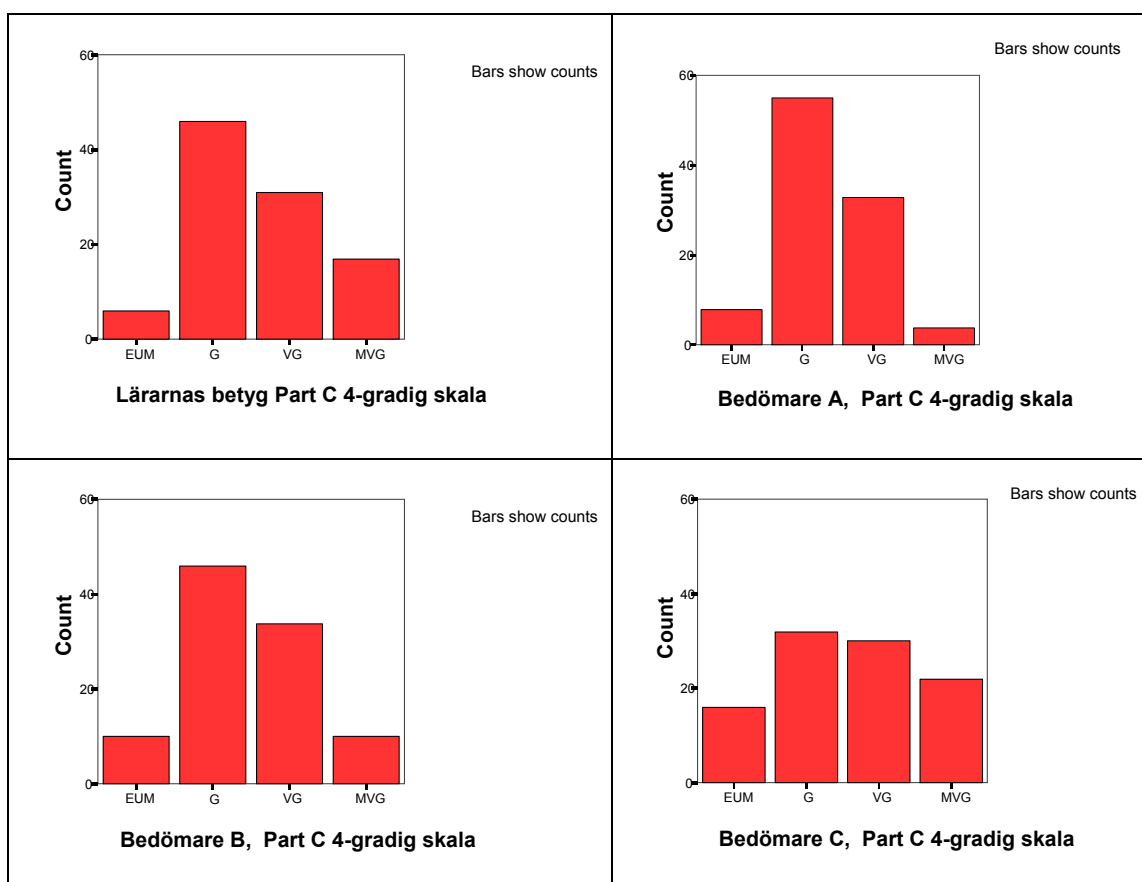 60
40
20
0
Count
EUM G VG MVG
Bars show counts
Lärarnas betyg Part C 4-gradig skala
60
40
20
0
Count
EUM G VG MVG
Bars show counts
Bedömare A, Part C 4-gradig skala
60
40
20
0
Count
EUM G VG MVG
Bars show counts
Bedömare B, Part C 4-gradig skala
60
40
20
0
Count
EUM G VG MVG
Bars show counts
Bedömare C, Part C 4-gradig skala